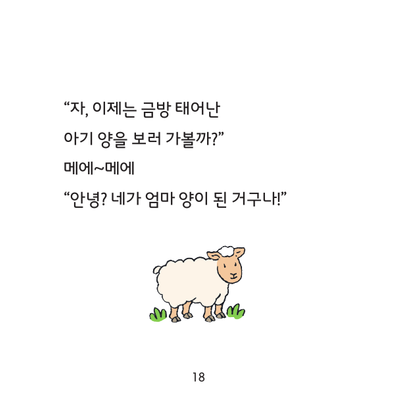 “자, 이제는 금방 태어난
아기 양을 보러 가볼까?”
메에~메에
“안녕? 네가 엄마 양이 된 거구나!”
18